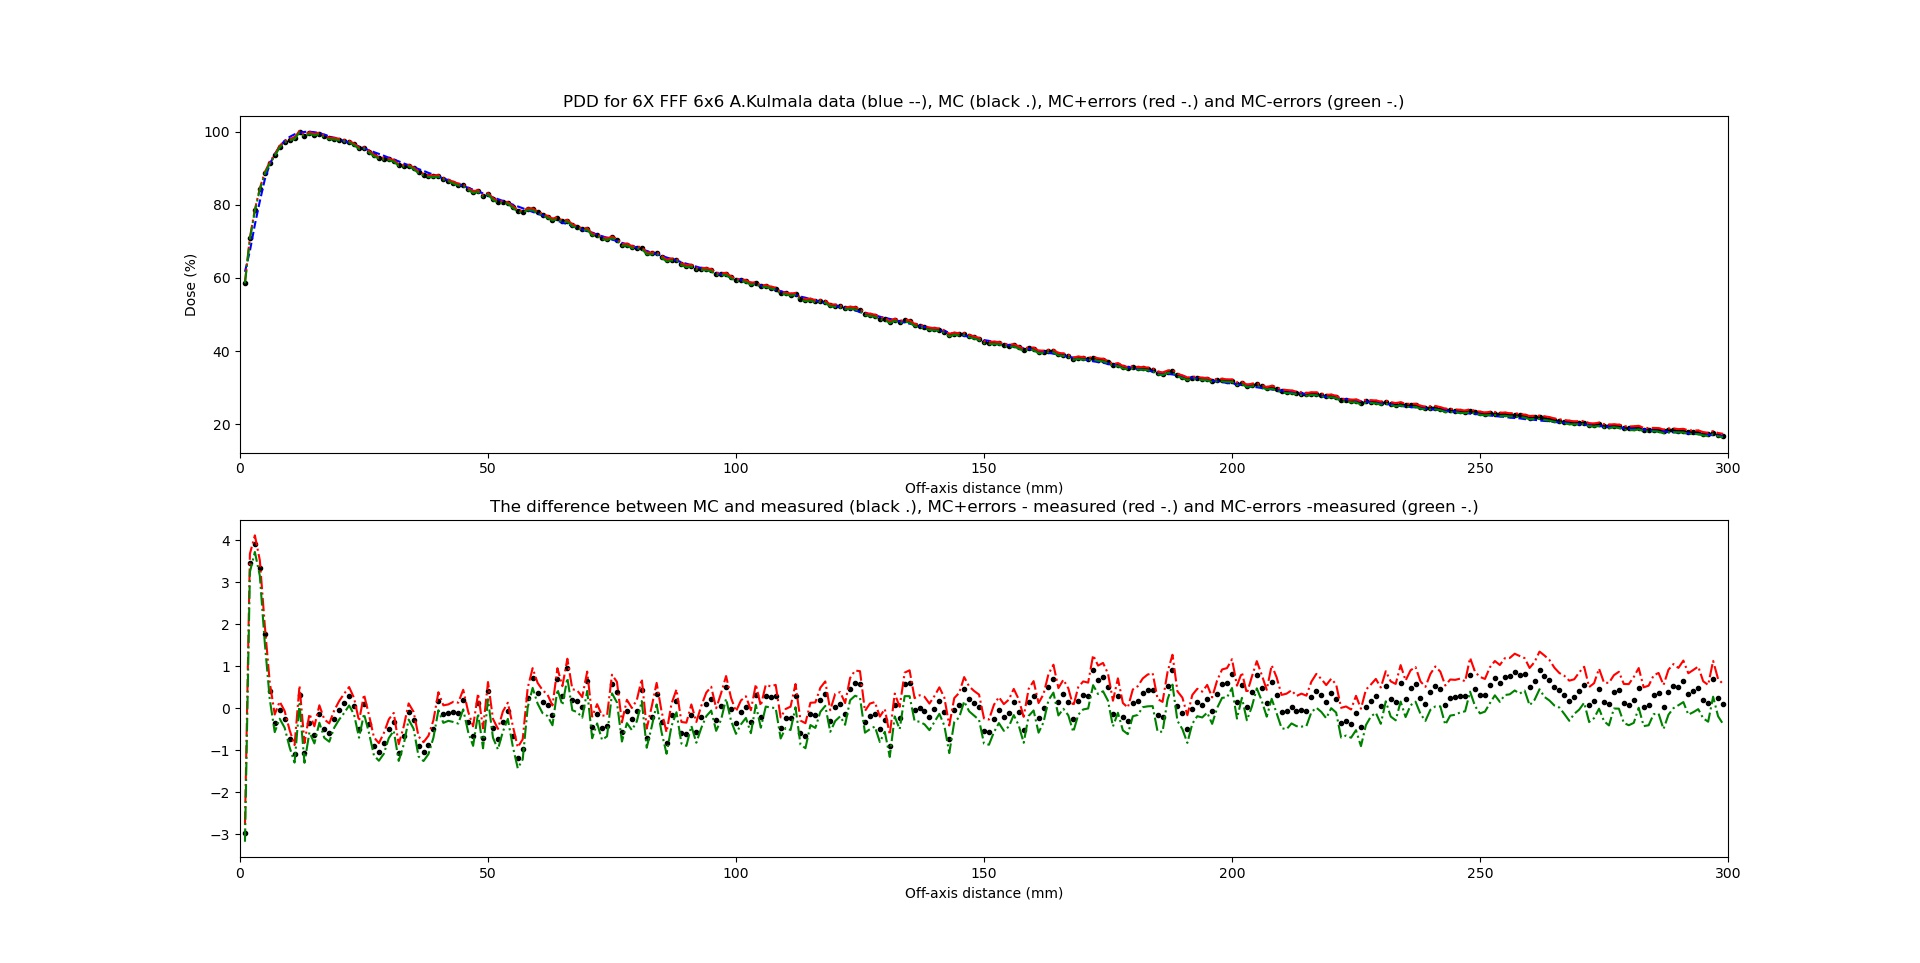 PDD for 6X FFF 6x6 A.Kulmala data (blue --), MC (black .), MC+errors (red -.) and MC-errors (green -.)
100
80
60
40
20
Dose (%)
0 50 100 150 200 250 300
Off-axis distance (mm)
The difference between MC and measured (black .), MC+errors - measured (red -.) and MC-errors -measured (green -.)
4
3
2
1
0
−1
−2
−3
0 50 100 150 200 250 300
Off-axis distance (mm)